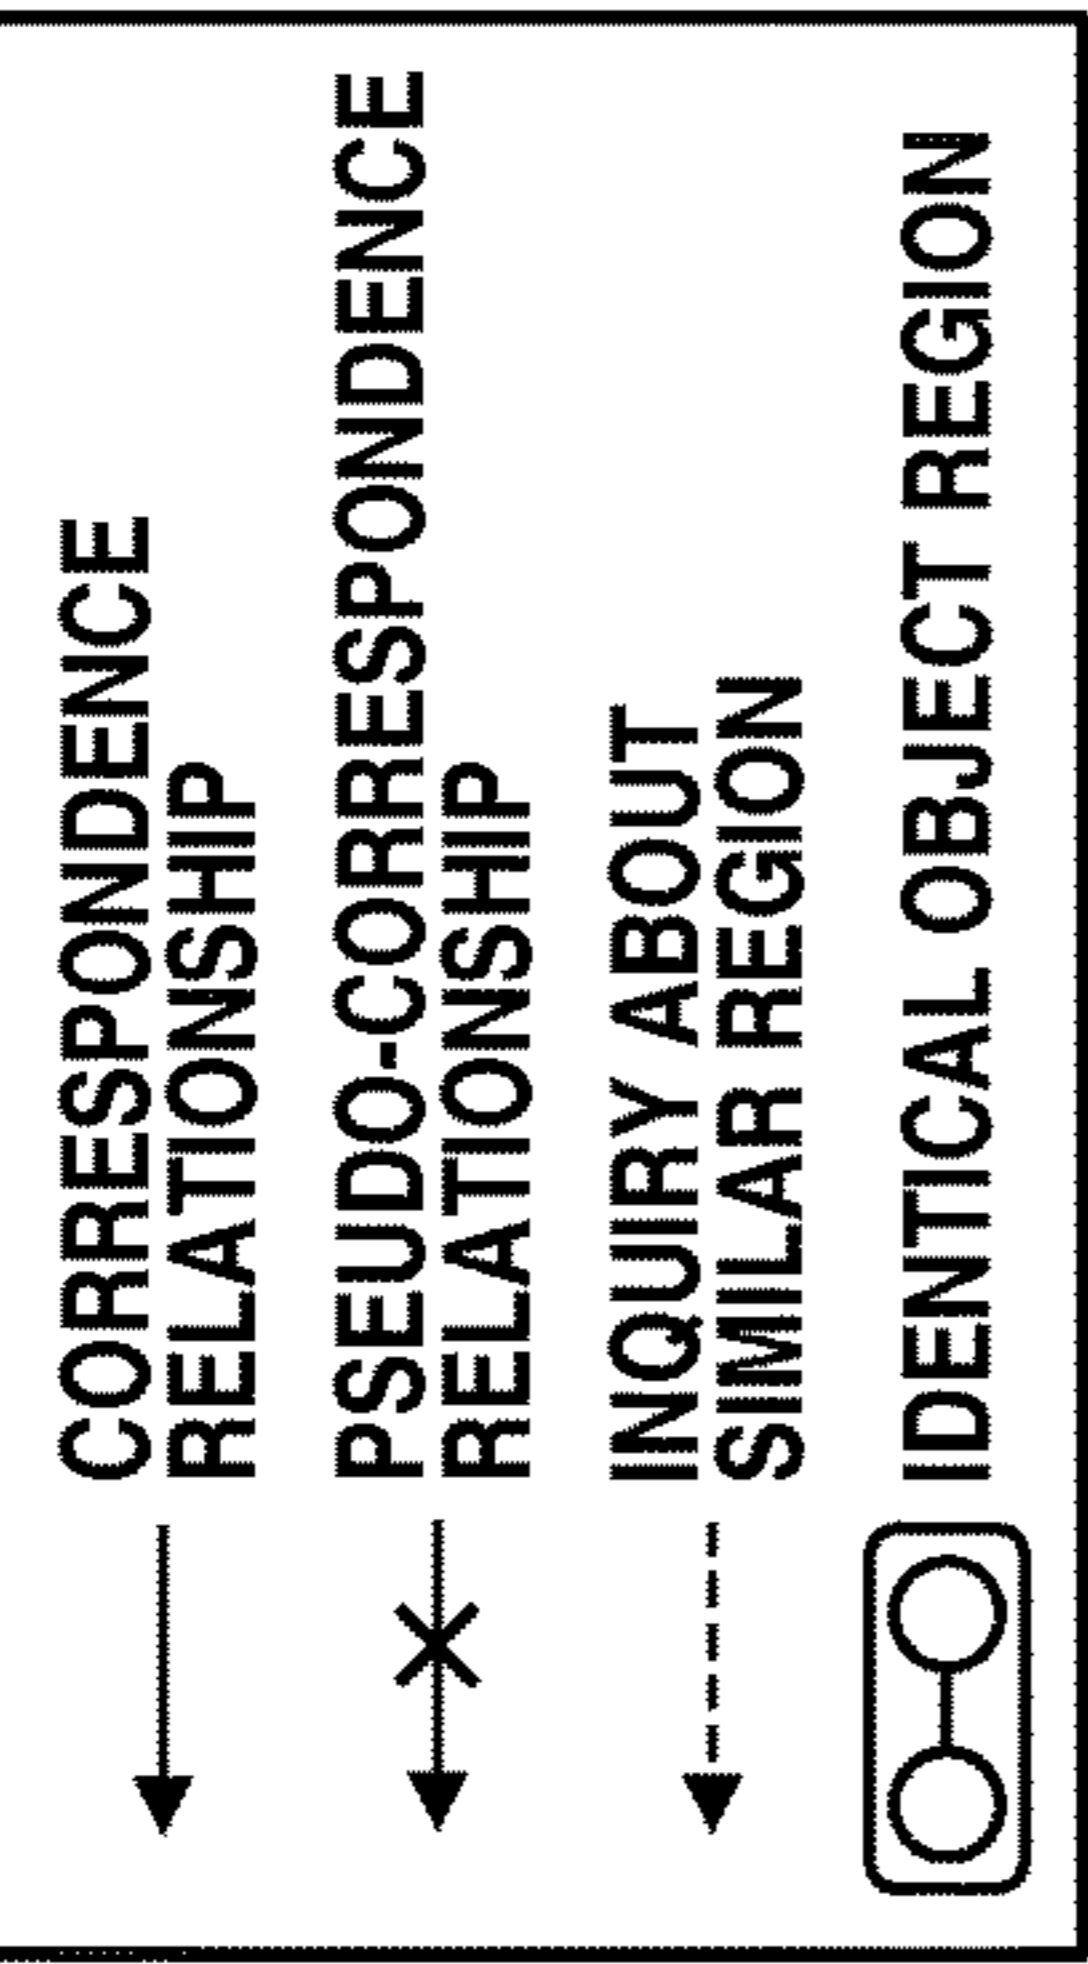 CORRESPONDENCE
RELATIONSHIP
PSEUDO-CORRESPONDENCE
RELATIONSHIP
INQUIRY ABOUT
SIMILAR REGION
IDENTICAL OBJECT REGION